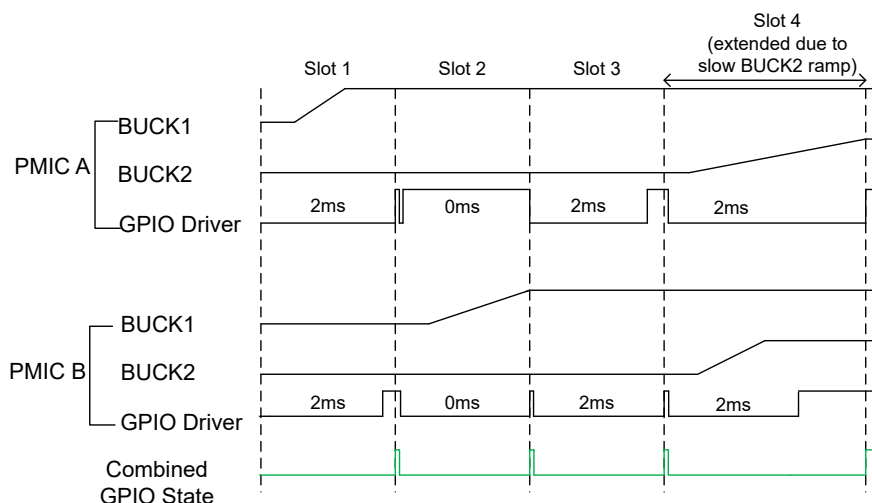 Slot 4
(extended due to
slow BUCK2 ramp)
Slot 1
Slot 2
Slot 3
PMIC A
BUCK1
BUCK2
GPIO Driver
2ms
0ms
2ms
2ms
PMIC B
BUCK1
BUCK2
GPIO Driver
2ms
0ms
2ms
2ms
Combined
GPIO State